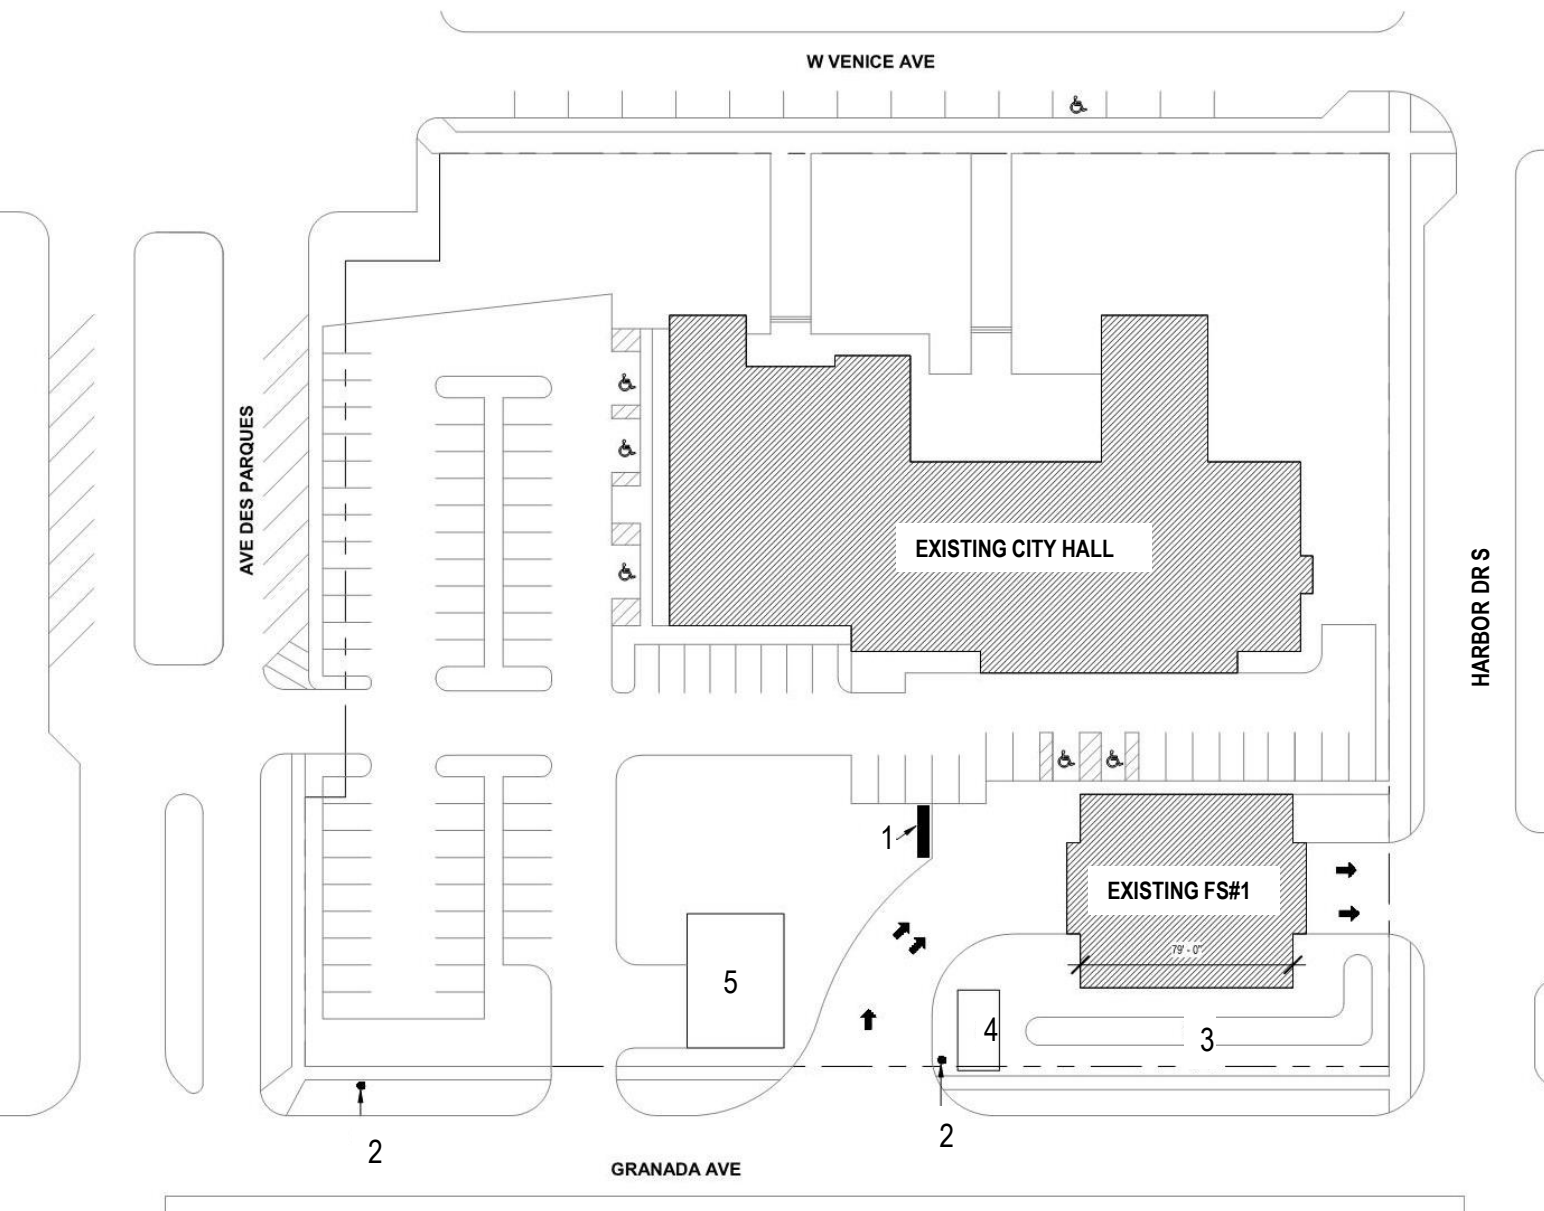 W VENICE AVE
AVE DES PARQUES
EXISTING CITY HALL
HARBOR DR S
1
EXISTING FS#1
79' - 0"
5
4
3
2
2
GRANADA AVE